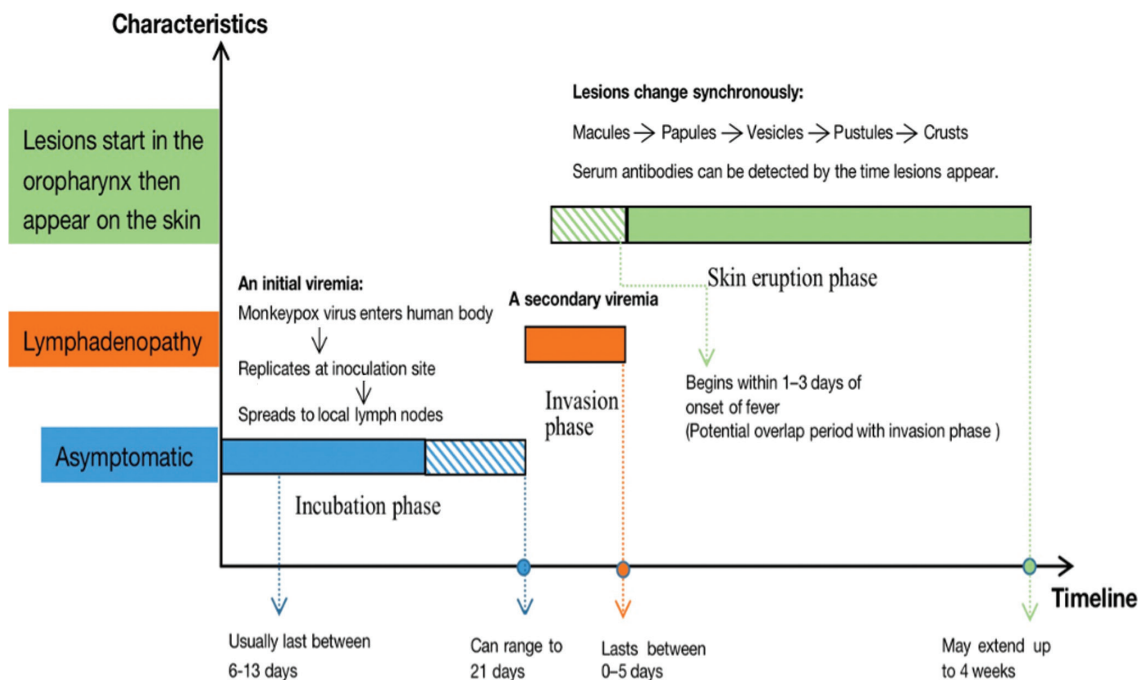 Characteristics
Lesions start in the
oropharynx then
appear on the skin
Lymphadenopathy
Asymptomatic
Lesions change synchronously:
Macules → Papules → Vesicles → Pustules → Crusts
Serum antibodies can be detected by the time lesions appear.
Skin eruption phase
Begins within 1–3 days of
onset of fever
(Potential overlap period with invasion phase )
A secondary viremia
Invasion
phase
An initial viremia:
Monkeypox virus enters human body
Replicates at inoculation site
Spreads to local lymph nodes
Incubation phase
Timeline
Usually last between
6-13 days
Can range to
21 days
Lasts between
0–5 days
May extend up
to 4 weeks